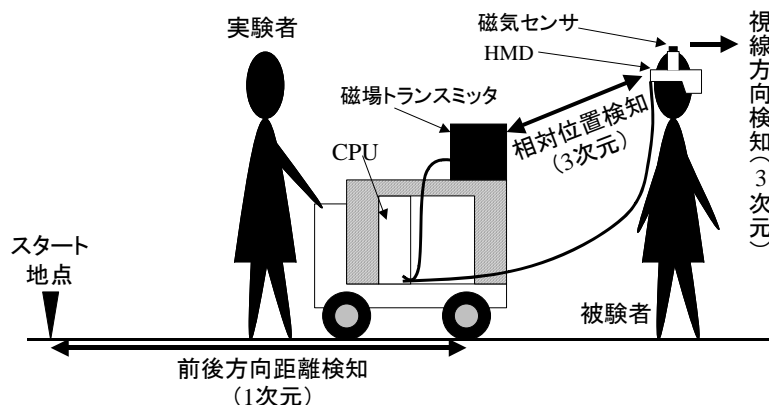 実験者
磁気センサ
HMD
視線方向検知(3次元)
磁場トランスミッタ
相対位置検知
(3次元)
CPU
スタート
地点
被験者
前後方向距離検知
(1次元)